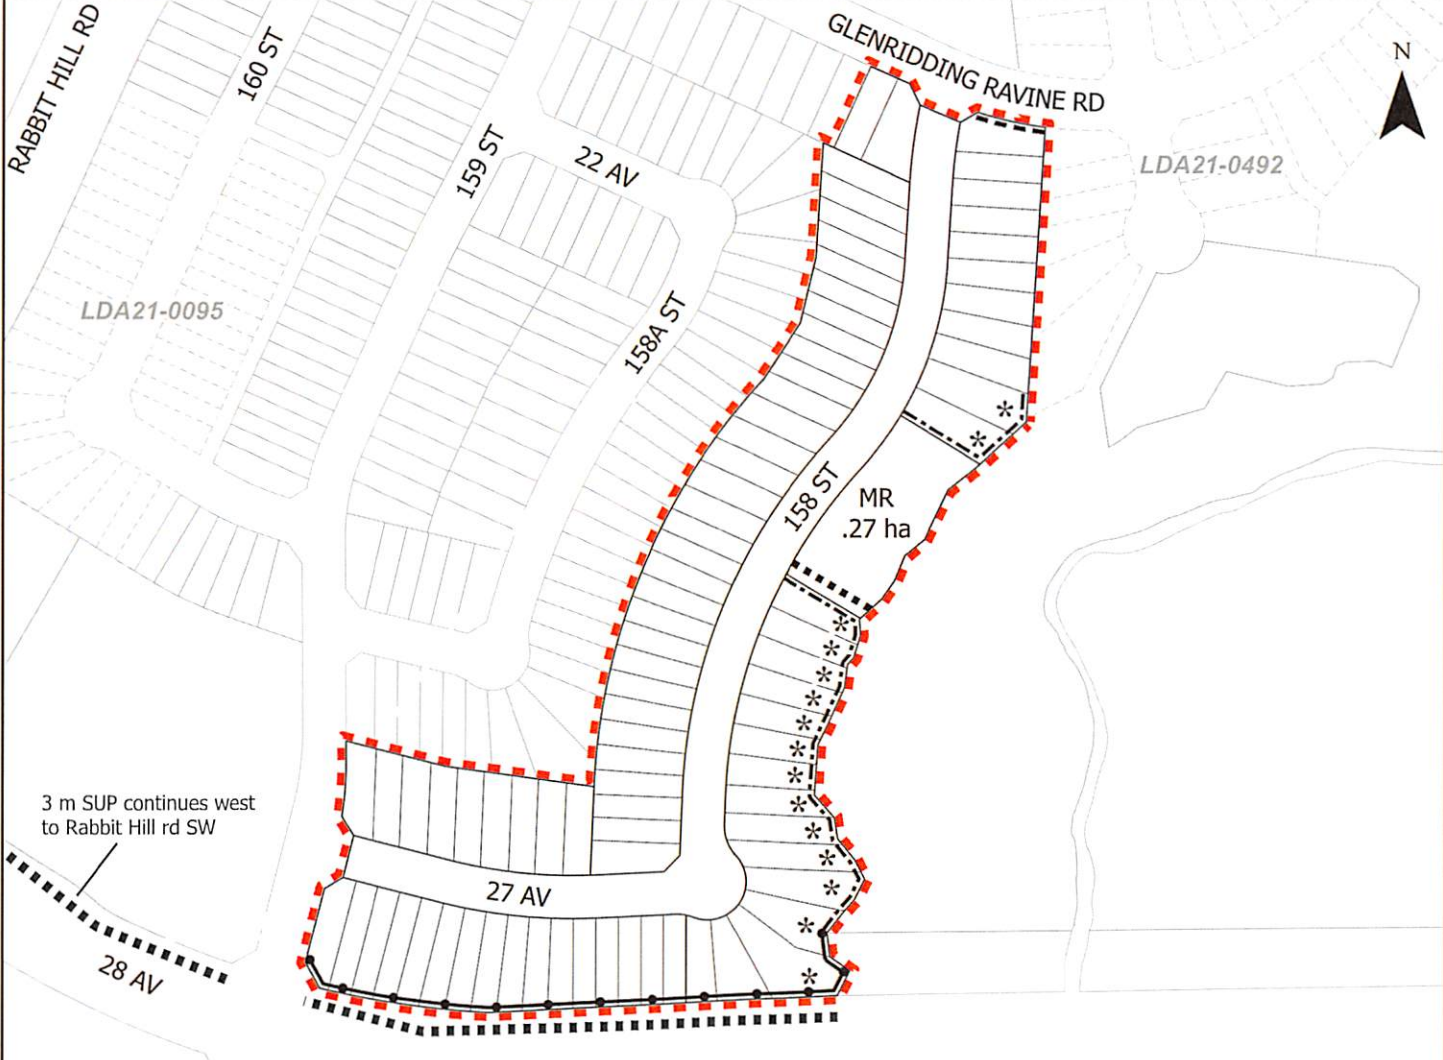 GLENRIDDING RAVINE RD
N
RABBIT HILL RD
160 ST
159 ST
22 AV
LDA21-0492
LDA21-0095
158A ST
158 ST
MR
.27 ha
3 m SUP continues west
to Rabbit Hill rd SW
27 AV
28 AV